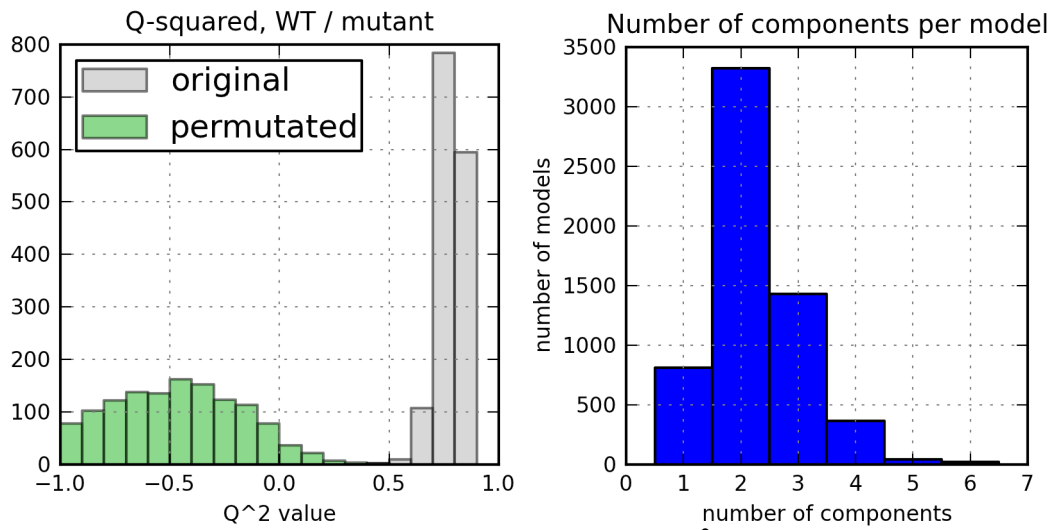 Q-squared, WT / mutant
800
700
600
500
400
300
200
100
0
original
permutated
−1.0 −0.5 0.0 0.5 1.0
Q^2 value
Number of components per model
number of models
3500
3000
2500
2000
1500
1000
500
0
0 1 2 3 4 5 6 7
number of components